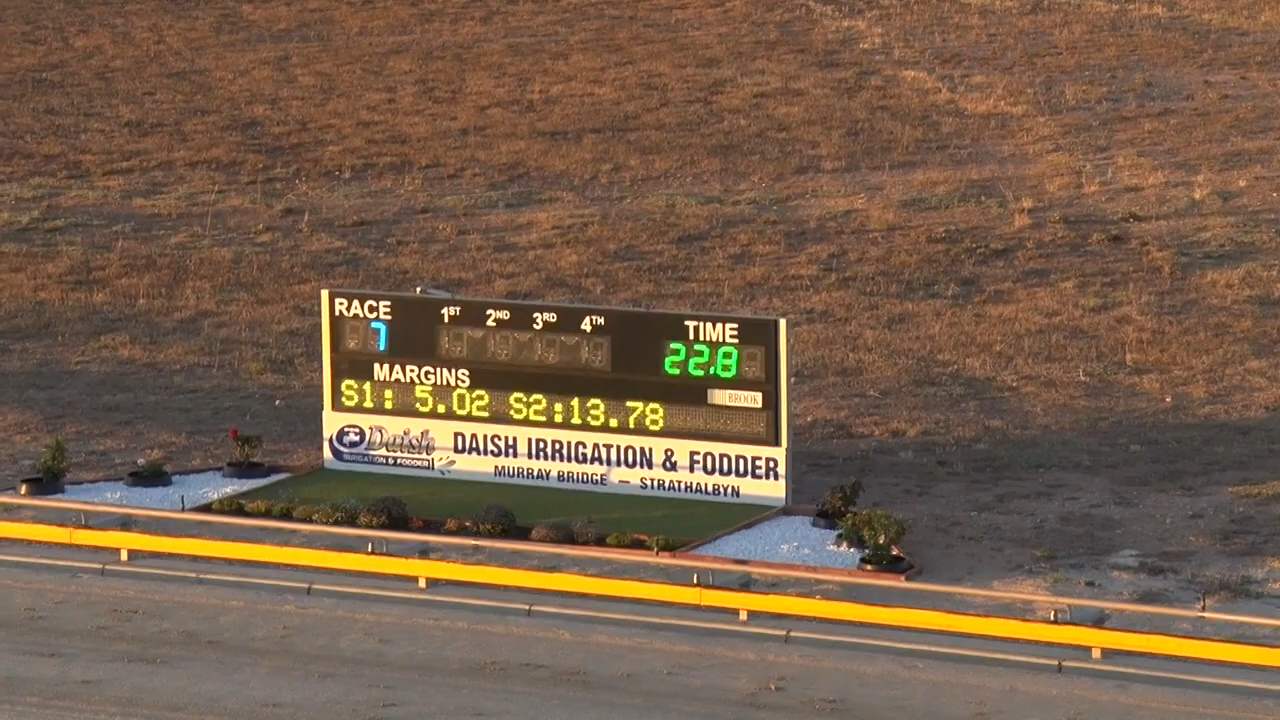 RACE 1ST 2ND 3RD 4TH TIME
7 22.8
MARGINS BROOK
S1: 5.02 S2:13.78
Daish DAISH IRRIGATION & FODDER
IRRIGATION & FODDER MURRAY BRIDGE — STRATHALBYN